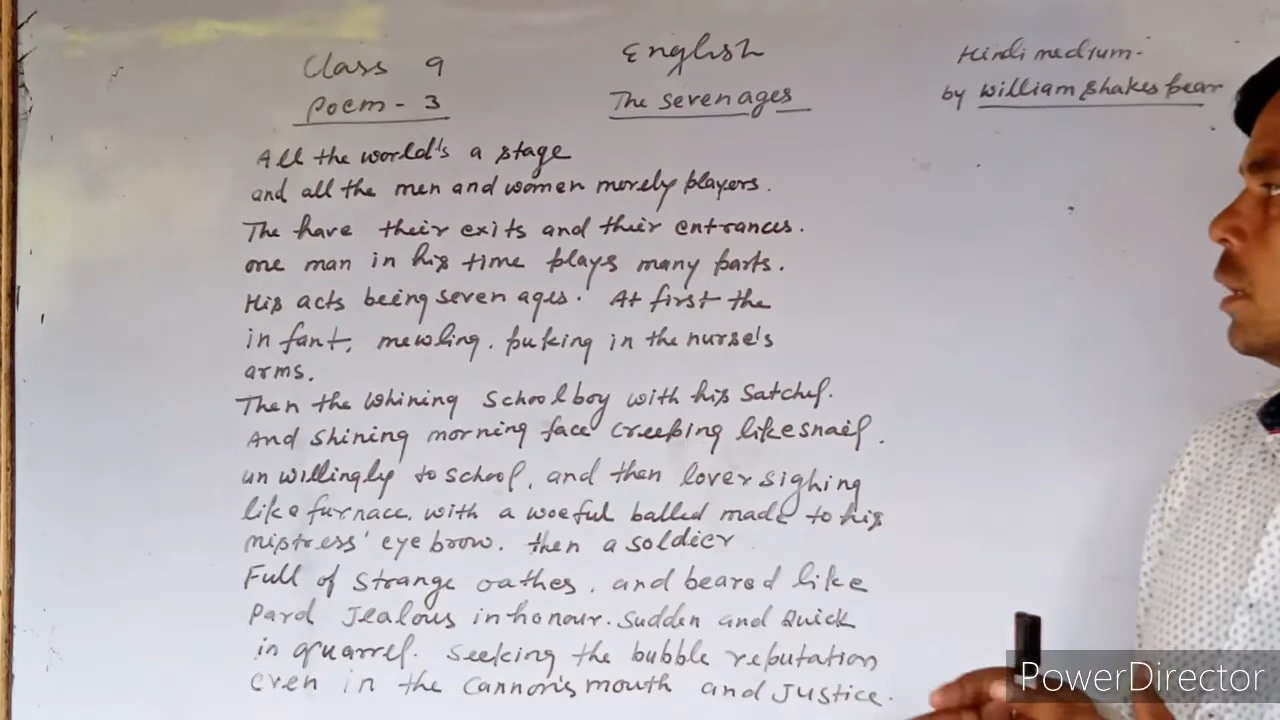 Class 9 English Hindi medium-
Poem - 3 The seven ages by William Shakes pear
All the world's a stage
and all the men and women merely players.
The have their exits and their entrances.
one man in his time plays many parts.
His acts being seven ages. At first the
in fant, mewling. puking in the nurse's
arms.
Then the whining School boy with his Satchel.
And shining morning face creeping like snail.
un willingly to school, and then lover sighing
like furnace. with a woeful balled made to his
mistress' eye brow. then a soldier
Full of strange oathes. and beared like
Pard Jealous in honour. Sudden and Quick
in quarrel. Seeking the bubble reputation
even in the Cannon's mouth and Justice.
PowerDirector